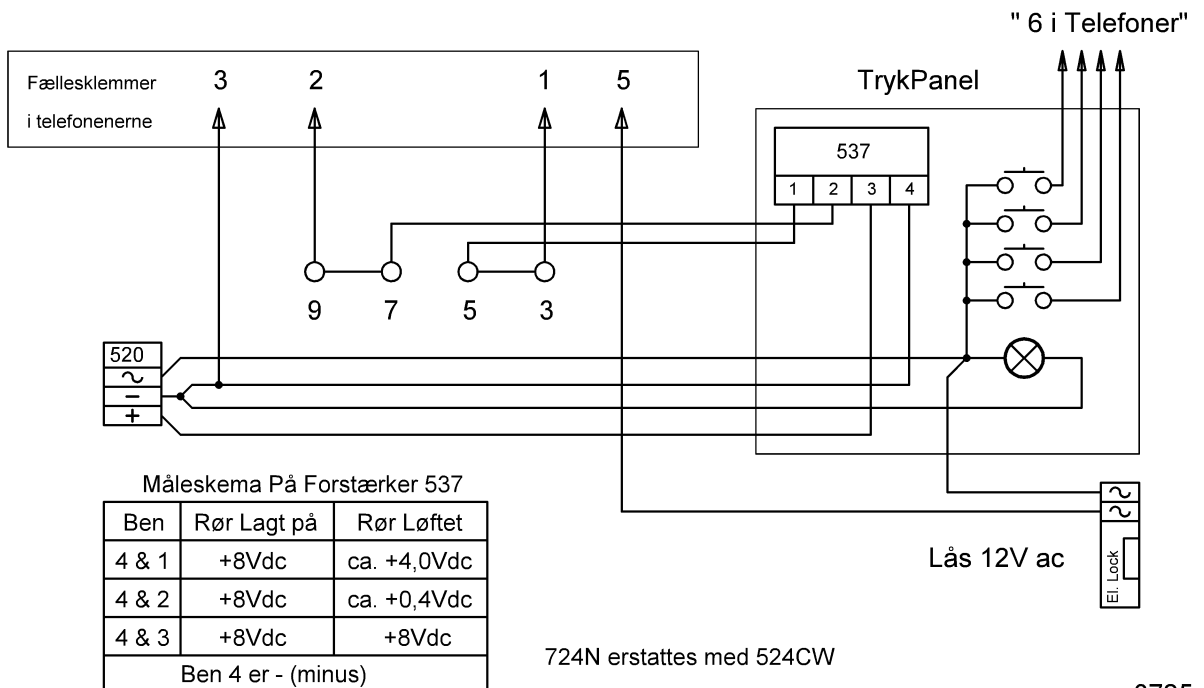 " 6 i Telefoner"
Fællesklemmer
i telefonenerne
3 2 1 5
TrykPanel
537
1 2 3 4
9 7 5 3
520
∼
−
+
Måleskema På Forstærker 537
Ben Rør Lagt på Rør Løftet
4 & 1 +8Vdc ca. +4,0Vdc
4 & 2 +8Vdc ca. +0,4Vdc
4 & 3 +8Vdc +8Vdc
Ben 4 er - (minus)
∼
∼
Lås 12V ac
El. Lock
724N erstattes med 524CW